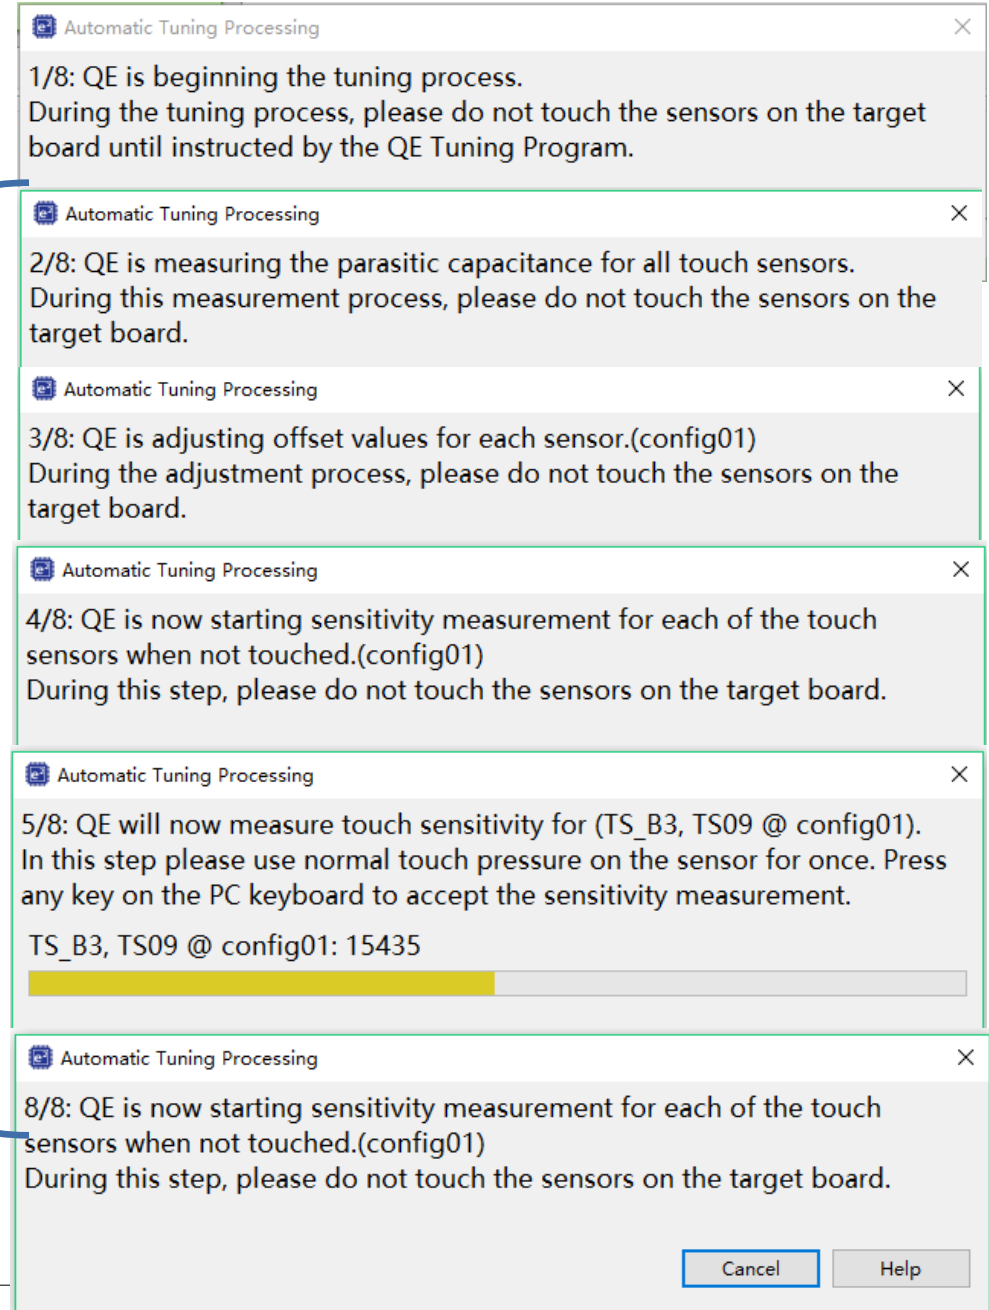 Automatic Tuning Processing
1/8: QE is beginning the tuning process.
During the tuning process, please do not touch the sensors on the target
board until instructed by the QE Tuning Program.
Automatic Tuning Processing
2/8: QE is measuring the parasitic capacitance for all touch sensors.
During this measurement process, please do not touch the sensors on the
target board.
Automatic Tuning Processing
3/8: QE is adjusting offset values for each sensor.(config01)
During the adjustment process, please do not touch the sensors on the
target board.
Automatic Tuning Processing
4/8: QE is now starting sensitivity measurement for each of the touch
sensors when not touched.(config01)
During this step, please do not touch the sensors on the target board.
Automatic Tuning Processing
5/8: QE will now measure touch sensitivity for (TS_B3, TS09 @ config01).
In this step please use normal touch pressure on the sensor for once. Press
any key on the PC keyboard to accept the sensitivity measurement.
TS_B3, TS09 @ config01: 15435
Automatic Tuning Processing
8/8: QE is now starting sensitivity measurement for each of the touch
sensors when not touched.(config01)
During this step, please do not touch the sensors on the target board.
Cancel Help